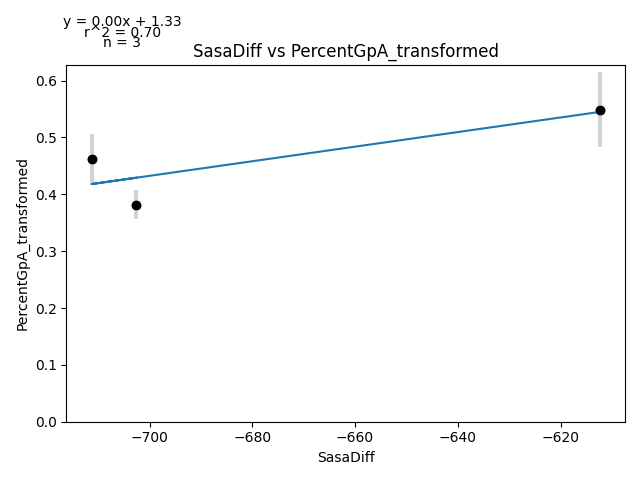 y = 0.00x + 1.33
r^2 = 0.70
n = 3
SasaDiff vs PercentGpA_transformed
PercentGpA_transformed
0.6
0.5
0.4
0.3
0.2
0.1
0.0
−700
−680
−660
−640
−620
SasaDiff